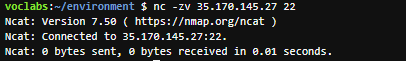 voclabs:~/environment $ nc -zv 35.170.145.27 22
Ncat: Version 7.50 ( https://nmap.org/ncat )
Ncat: Connected to 35.170.145.27:22.
Ncat: 0 bytes sent, 0 bytes received in 0.01 seconds.